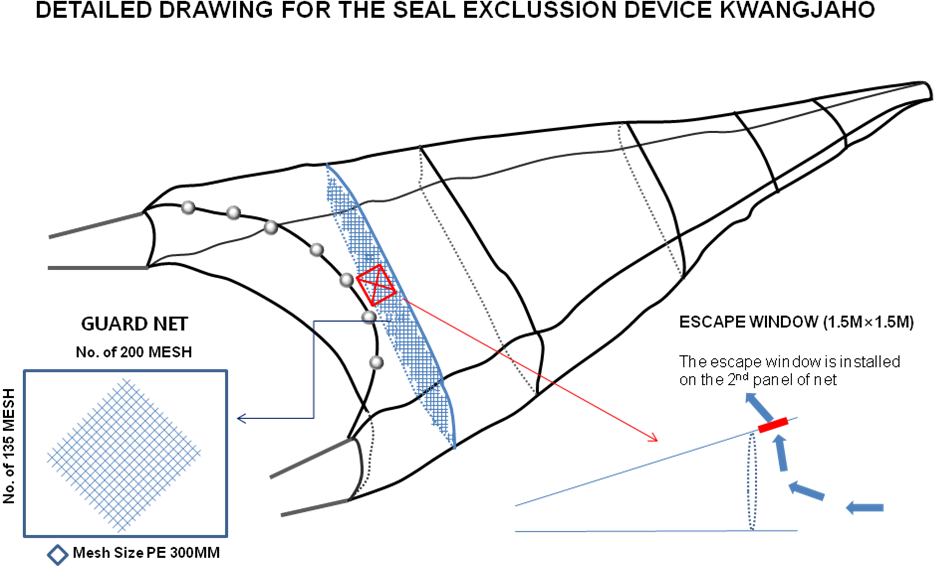 DETAILED DRAWING FOR THE SEAL EXCLUSSION DEVICE KWANGJAHO
GUARD NET
No. of 200 MESH
No. of 135 MESH
Mesh Size PE 300MM
ESCAPE WINDOW (1.5M×1.5M)
The escape window is installed
on the 2nd panel of net